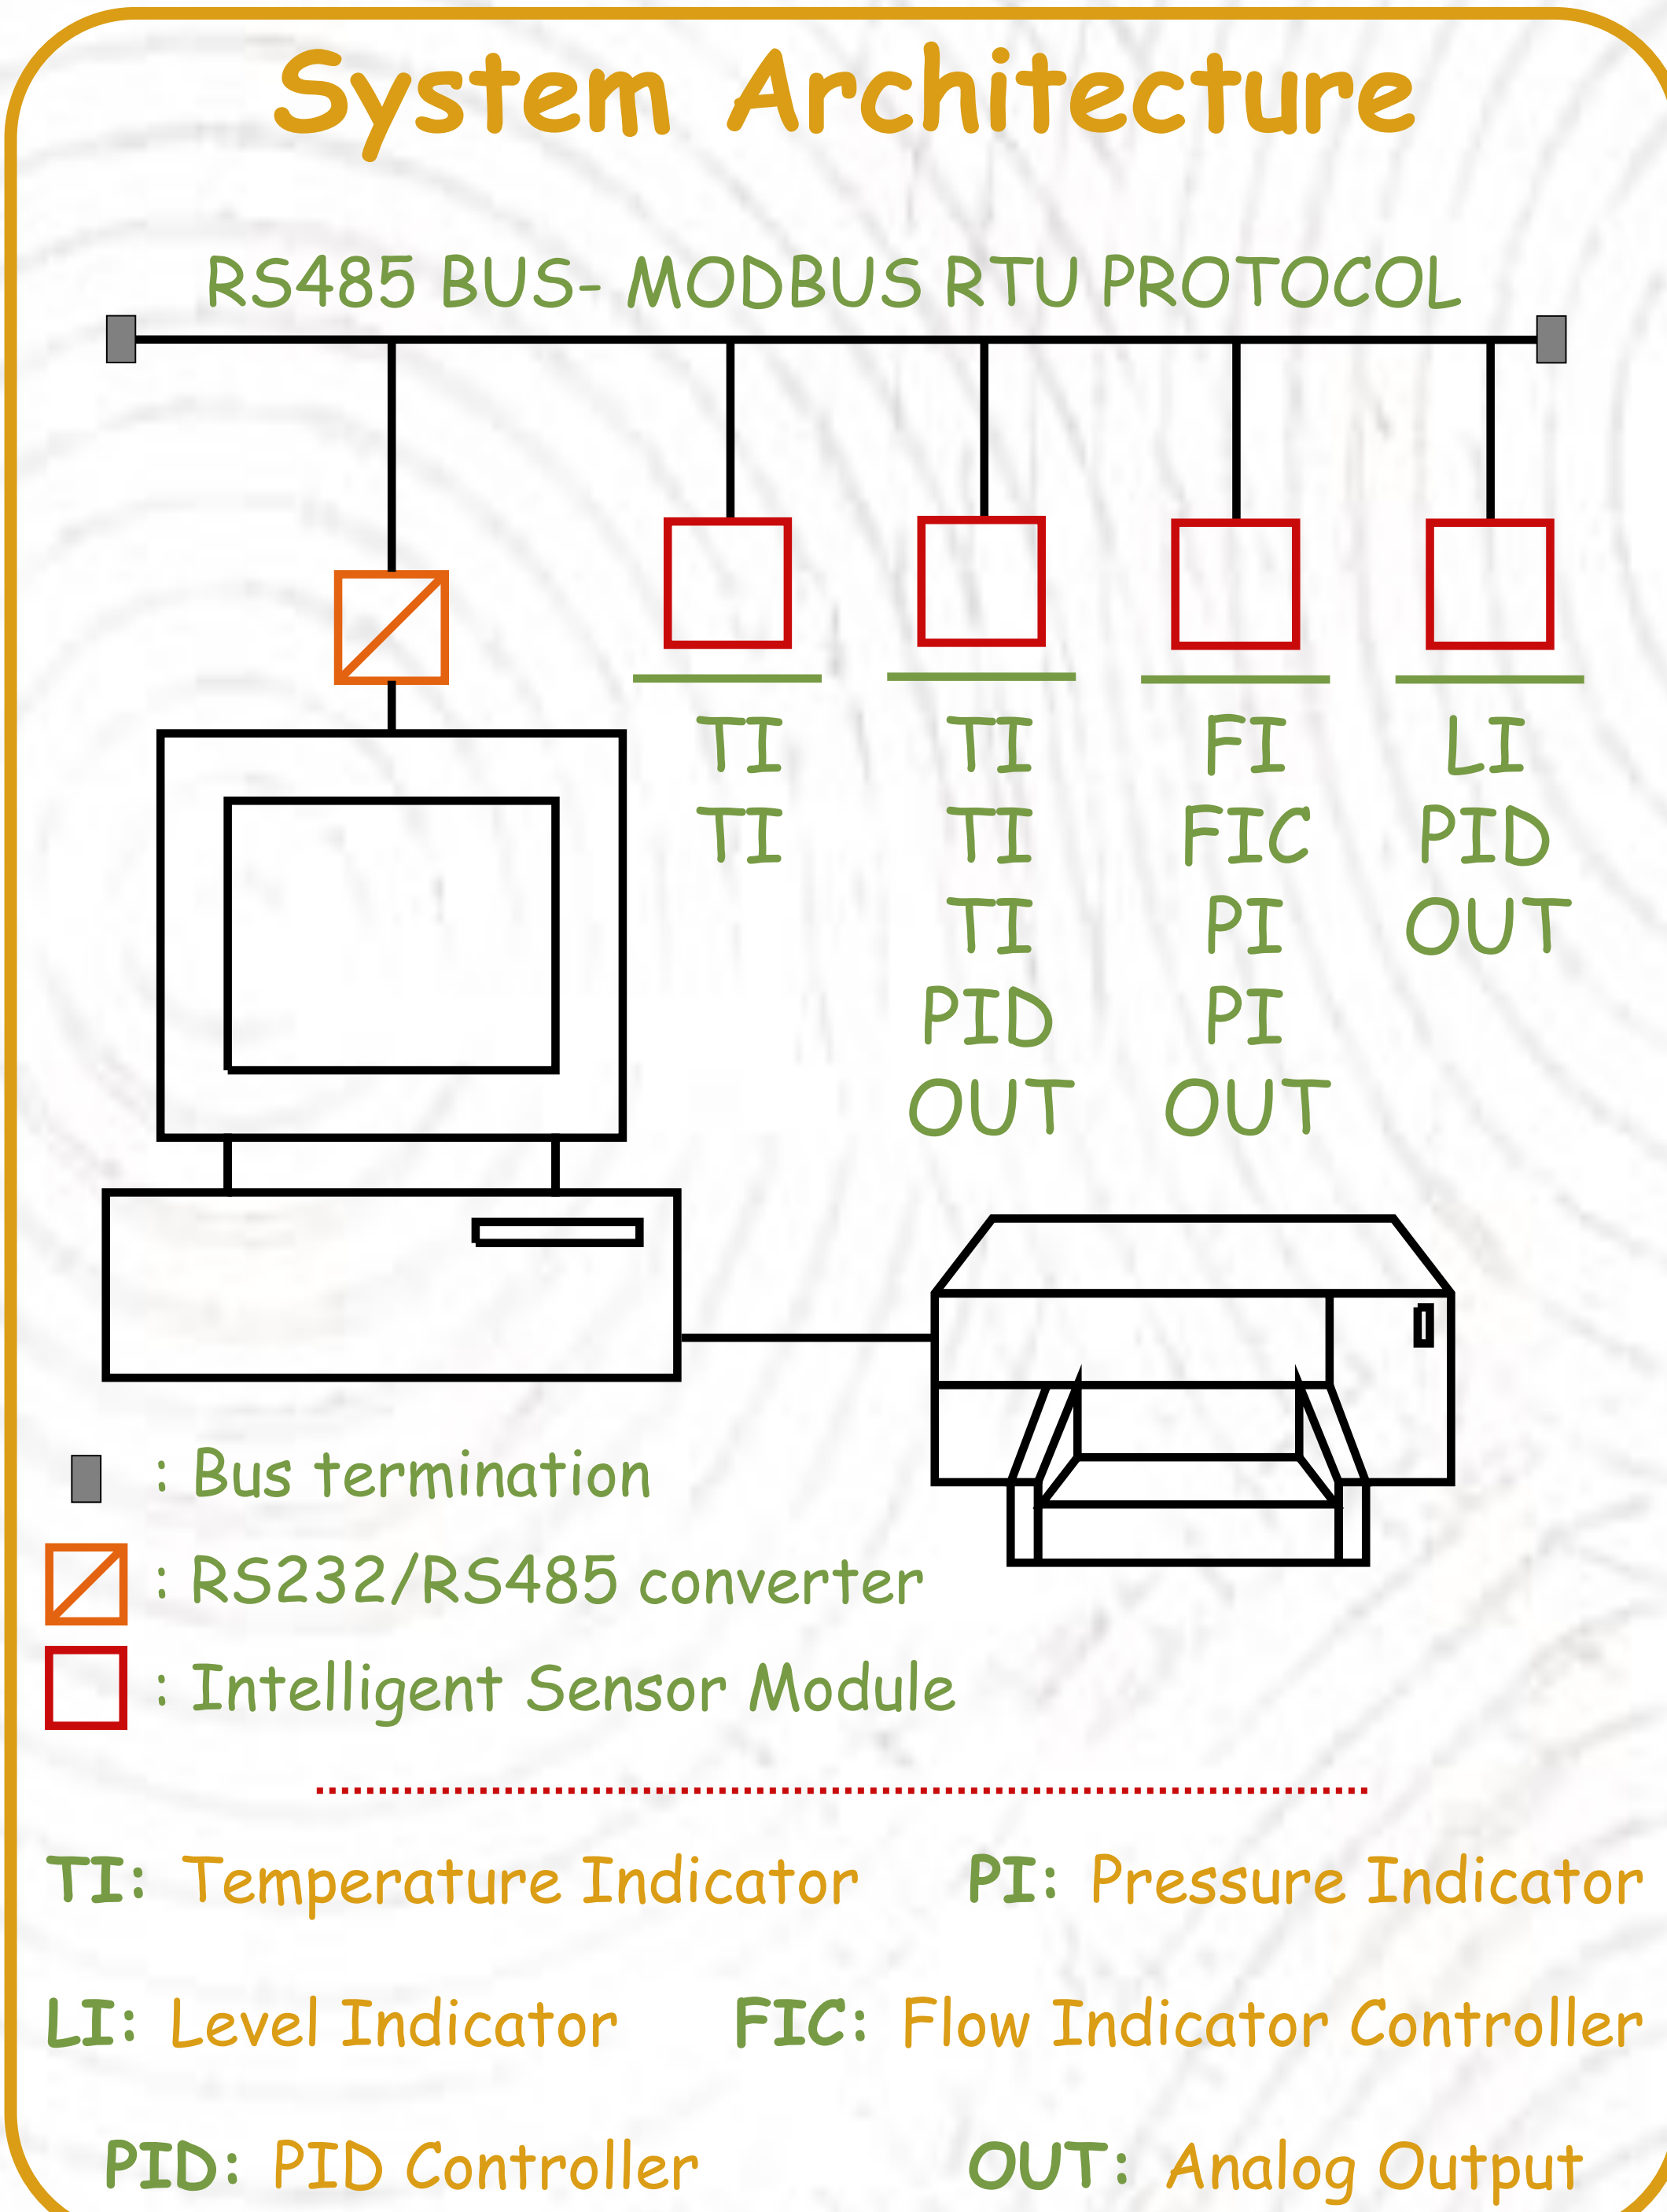 System Architecture
RS485 BUS- MODBUS RTU PROTOCOL
TI TI FI LI
TI TI FIC PID
TI PI OUT
PID PI
OUT OUT
: Bus termination
: RS232/RS485 converter
: Intelligent Sensor Module
TI: Temperature Indicator PI: Pressure Indicator
LI: Level Indicator FIC: Flow Indicator Controller
PID: PID Controller OUT: Analog Output